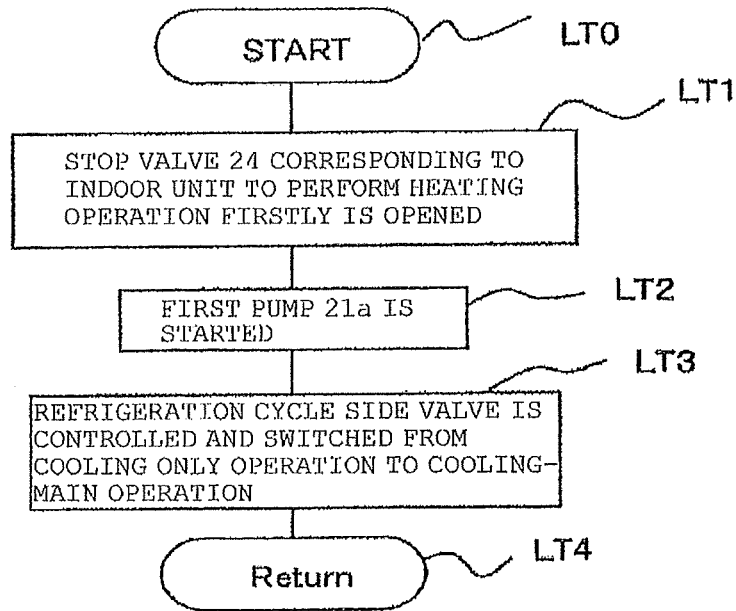 START
LT0
LT1
STOP VALVE 24 CORRESPONDING TO
INDOOR UNIT TO PERFORM HEATING
OPERATION FIRSTLY IS OPENED
LT2
FIRST PUMP 21a IS
STARTED
LT3
REFRIGERATION CYCLE SIDE VALVE IS
CONTROLLED AND SWITCHED FROM
COOLING ONLY OPERATION TO COOLING-
MAIN OPERATION
Return
LT4